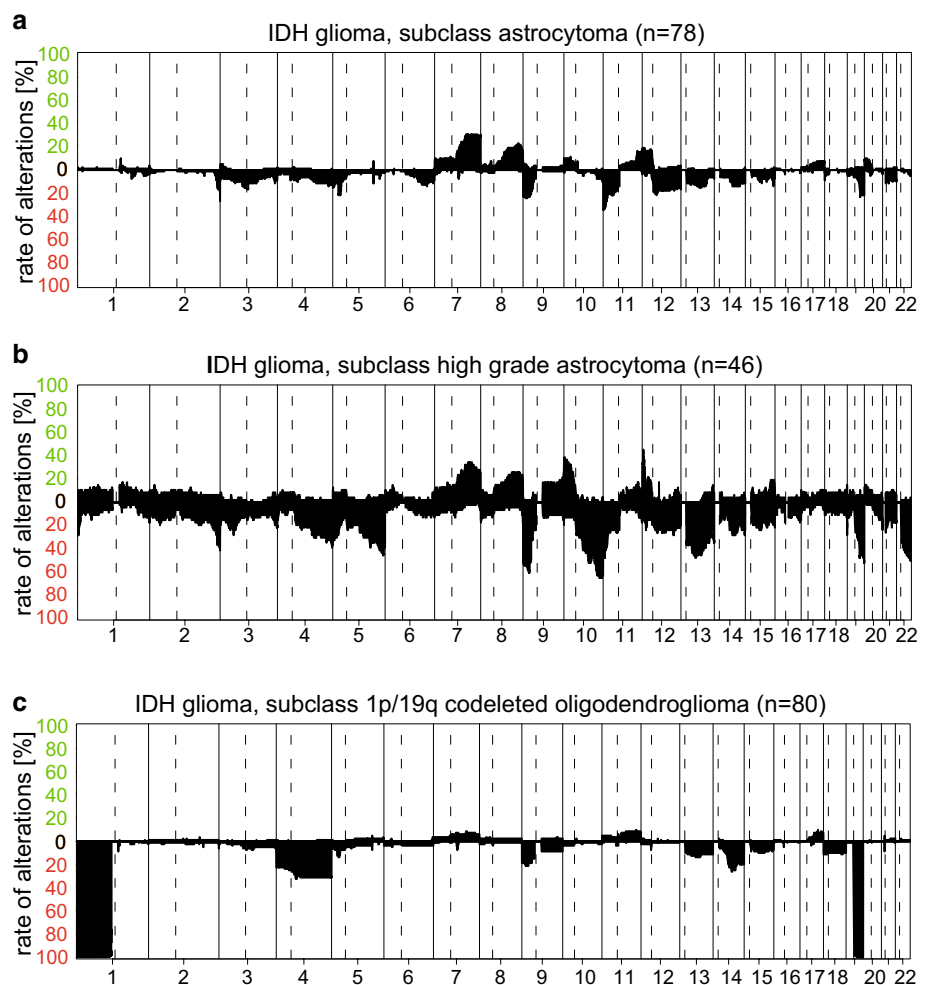 a
IDH glioma, subclass astrocytoma (n=78)
rate of alterations [%]
100
80
60
40
20
0
20
40
60
80
100
1 2 3 4 5 6 7 8 9 10 11 12 13 14 15 16 17 18 20 22
b
IDH glioma, subclass high grade astrocytoma (n=46)
rate of alterations [%]
100
80
60
40
20
0
20
40
60
80
100
1 2 3 4 5 6 7 8 9 10 11 12 13 14 15 16 17 18 20 22
c
IDH glioma, subclass 1p/19q codeleted oligodendroglioma (n=80)
rate of alterations [%]
100
80
60
40
20
0
20
40
60
80
100
1 2 3 4 5 6 7 8 9 10 11 12 13 14 15 16 17 18 20 22